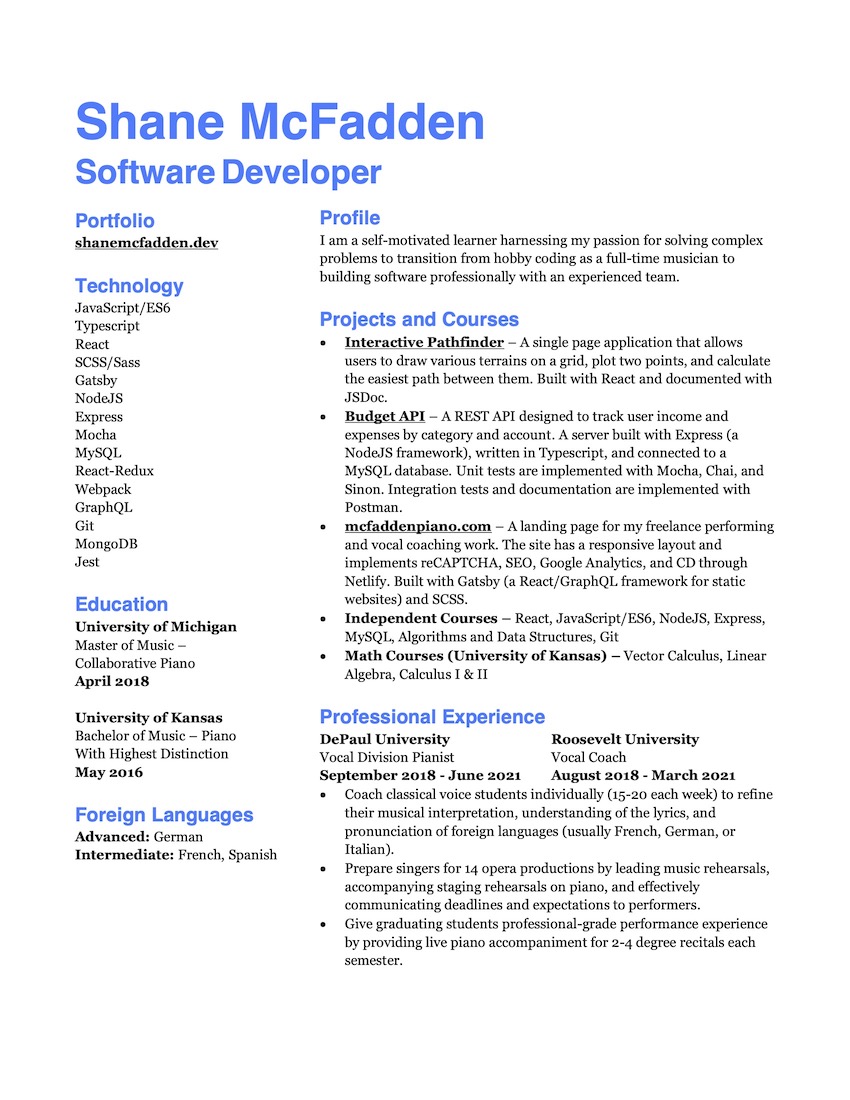 Shane McFadden
Software Developer
Portfolio
shanemcfadden.dev
Technology
JavaScript/ES6
Typescript
React
SCSS/Sass
Gatsby
NodeJS
Express
Mocha
MySQL
React-Redux
Webpack
GraphQL
Git
MongoDB
Jest
Education
University of Michigan
Master of Music –
Collaborative Piano
April 2018
University of Kansas
Bachelor of Music – Piano
With Highest Distinction
May 2016
Foreign Languages
Advanced: German
Intermediate: French, Spanish
Profile
I am a self-motivated learner harnessing my passion for solving complex
problems to transition from hobby coding as a full-time musician to
building software professionally with an experienced team.
Projects and Courses
• Interactive Pathfinder – A single page application that allows
users to draw various terrains on a grid, plot two points, and calculate
the easiest path between them. Built with React and documented with
JSDoc.
• Budget API – A REST API designed to track user income and
expenses by category and account. A server built with Express (a
NodeJS framework), written in Typescript, and connected to a
MySQL database. Unit tests are implemented with Mocha, Chai, and
Sinon. Integration tests and documentation are implemented with
Postman.
• mcfaddenpiano.com – A landing page for my freelance performing
and vocal coaching work. The site has a responsive layout and
implements reCAPTCHA, SEO, Google Analytics, and CD through
Netlify. Built with Gatsby (a React/GraphQL framework for static
websites) and SCSS.
• Independent Courses – React, JavaScript/ES6, NodeJS, Express,
MySQL, Algorithms and Data Structures, Git
• Math Courses (University of Kansas) – Vector Calculus, Linear
Algebra, Calculus I & II
Professional Experience
DePaul University Roosevelt University
Vocal Division Pianist Vocal Coach
September 2018 - June 2021 August 2018 - March 2021
• Coach classical voice students individually (15-20 each week) to refine
their musical interpretation, understanding of the lyrics, and
pronunciation of foreign languages (usually French, German, or
Italian).
• Prepare singers for 14 opera productions by leading music rehearsals,
accompanying staging rehearsals on piano, and effectively
communicating deadlines and expectations to performers.
• Give graduating students professional-grade performance experience
by providing live piano accompaniment for 2-4 degree recitals each
semester.